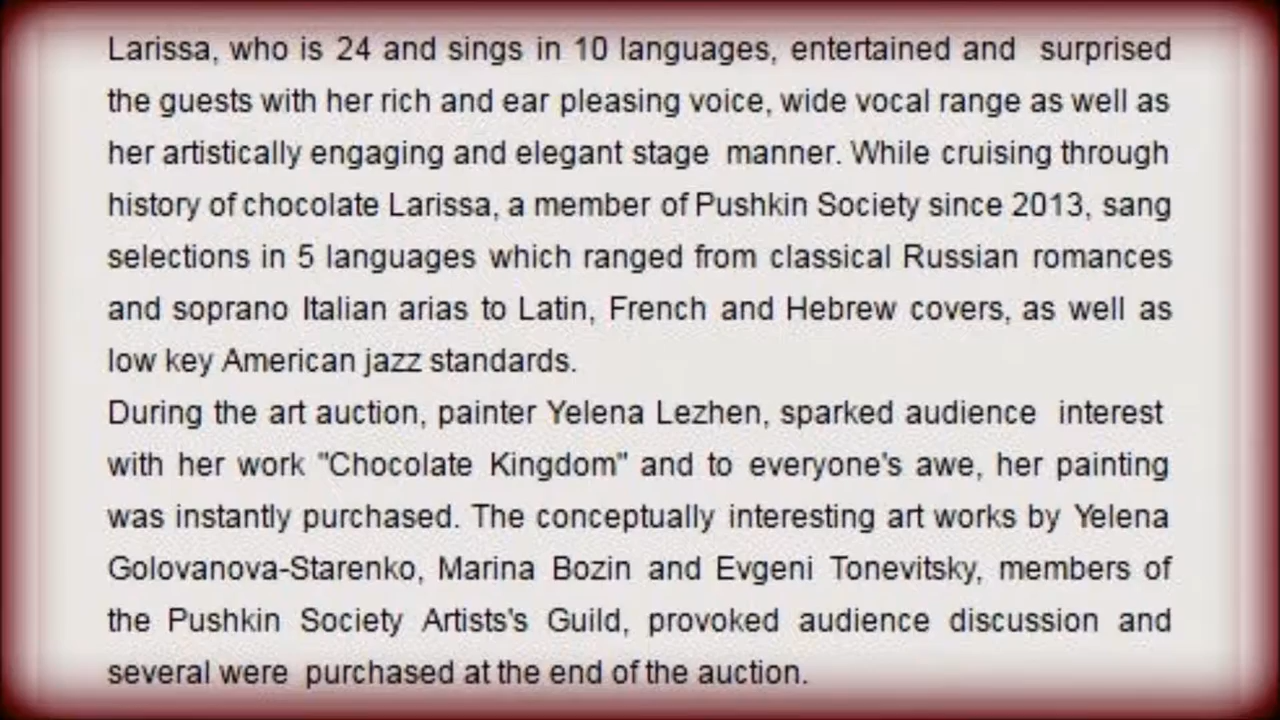 Larissa, who is 24 and sings in 10 languages, entertained and surprised
the guests with her rich and ear pleasing voice, wide vocal range as well as
her artistically engaging and elegant stage manner. While cruising through
history of chocolate Larissa, a member of Pushkin Society since 2013, sang
selections in 5 languages which ranged from classical Russian romances
and soprano Italian arias to Latin, French and Hebrew covers, as well as
low key American jazz standards.
During the art auction, painter Yelena Lezhen, sparked audience interest
with her work "Chocolate Kingdom" and to everyone's awe, her painting
was instantly purchased. The conceptually interesting art works by Yelena
Golovanova-Starenko, Marina Bozin and Evgeni Tonevitsky, members of
the Pushkin Society Artists's Guild, provoked audience discussion and
several were purchased at the end of the auction.